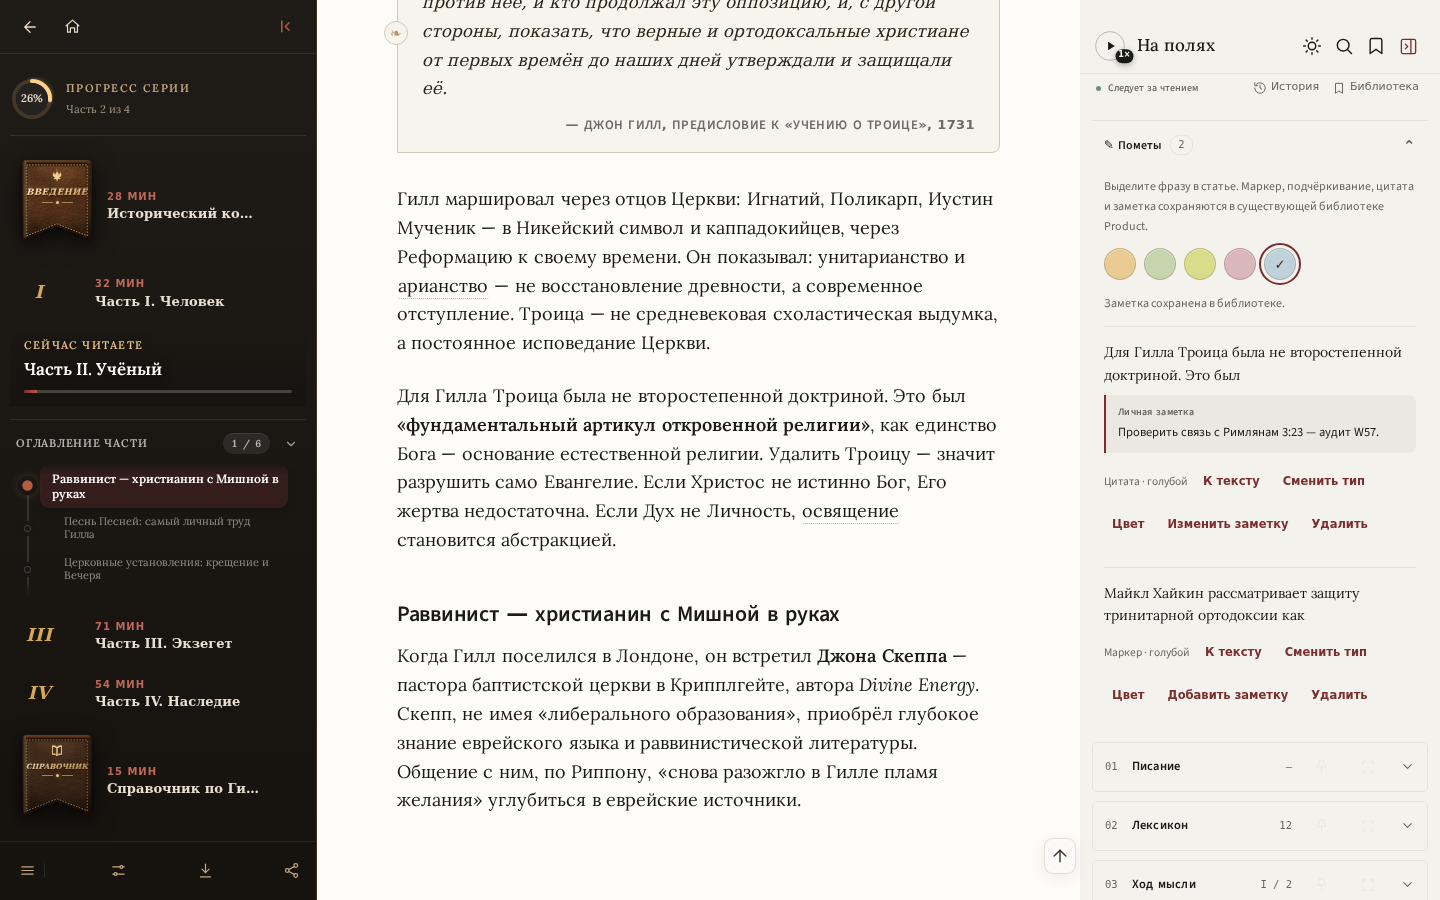 26%
ПРОГРЕСС СЕРИИ
Часть 2 из 4
ВВЕДЕНИЕ
28 МИН
Исторический ко…
I
32 МИН
Часть I. Человек
СЕЙЧАС ЧИТАЕТЕ
Часть II. Учёный
ОГЛАВЛЕНИЕ ЧАСТИ
1 / 6
Раввинист — христианин с Мишной в
руках
Песнь Песней: самый личный труд
Гилла
Церковные установления: крещение и
Вечеря
III
71 МИН
Часть III. Экзегет
IV
54 МИН
Часть IV. Наследие
СПРАВОЧНИК
15 МИН
Справочник по Ги…
против неё, и кто продолжал эту оппозицию, и, с другой
стороны, показать, что верные и ортодоксальные христиане
от первых времён до наших дней утверждали и защищали
её.
— ДЖОН ГИЛЛ, ПРЕДИСЛОВИЕ К «УЧЕНИЮ О ТРОИЦЕ», 1731
Гилл маршировал через отцов Церкви: Игнатий, Поликарп, Иустин
Мученик — в Никейский символ и каппадокийцев, через
Реформацию к своему времени. Он показывал: унитарианство и
арианство — не восстановление древности, а современное
отступление. Троица — не средневековая схоластическая выдумка,
а постоянное исповедание Церкви.
Для Гилла Троица была не второстепенной доктриной. Это был
«фундаментальный артикул откровенной религии», как единство
Бога — основание естественной религии. Удалить Троицу — значит
разрушить само Евангелие. Если Христос не истинно Бог, Его
жертва недостаточна. Если Дух не Личность, освящение
становится абстракцией.
Раввинист — христианин с Мишной в руках
Когда Гилл поселился в Лондоне, он встретил Джона Скеппа —
пастора баптистской церкви в Крипплгейте, автора Divine Energy.
Скепп, не имея «либерального образования», приобрёл глубокое
знание еврейского языка и раввинистической литературы.
Общение с ним, по Риппону, «снова разожгло в Гилле пламя
желания» углубиться в еврейские источники.
1×
На полях
Следует за чтением
История
Библиотека
✎ Пометы
2
Выделите фразу в статье. Маркер, подчёркивание, цитата
и заметка сохраняются в существующей библиотеке
Product.
✓
Заметка сохранена в библиотеке.
Для Гилла Троица была не второстепенной
доктриной. Это был
Личная заметка
Проверить связь с Римлянам 3:23 — аудит W57.
Цитата · голубой
К тексту
Сменить тип
Цвет
Изменить заметку
Удалить
Майкл Хайкин рассматривает защиту
тринитарной ортодоксии как
Маркер · голубой
К тексту
Сменить тип
Цвет
Добавить заметку
Удалить
01 Писание —
02 Лексикон 12
03 Ход мысли I / 2